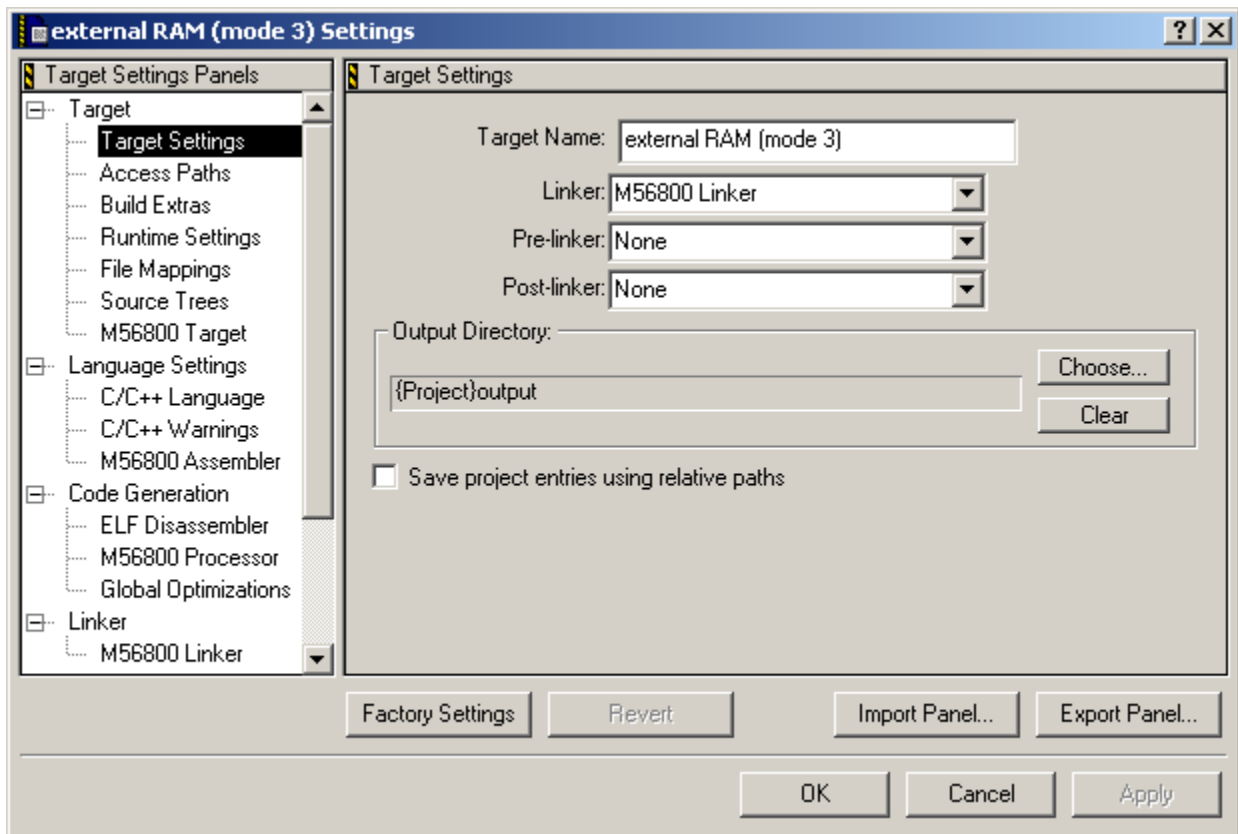 external RAM (mode 3) Settings
Target Settings Panels
Target
Target Settings
Access Paths
Build Extras
Runtime Settings
File Mappings
Source Trees
M56800 Target
Language Settings
C/C++ Language
C/C++ Warnings
M56800 Assembler
Code Generation
ELF Disassembler
M56800 Processor
Global Optimizations
Linker
M56800 Linker
Target Settings
Target Name: external RAM (mode 3)
Linker: M56800 Linker
Pre-linker: None
Post-linker: None
Output Directory:
Choose...
{Project}output
Clear
Save project entries using relative paths
Factory Settings Revert Import Panel... Export Panel...
OK Cancel Apply